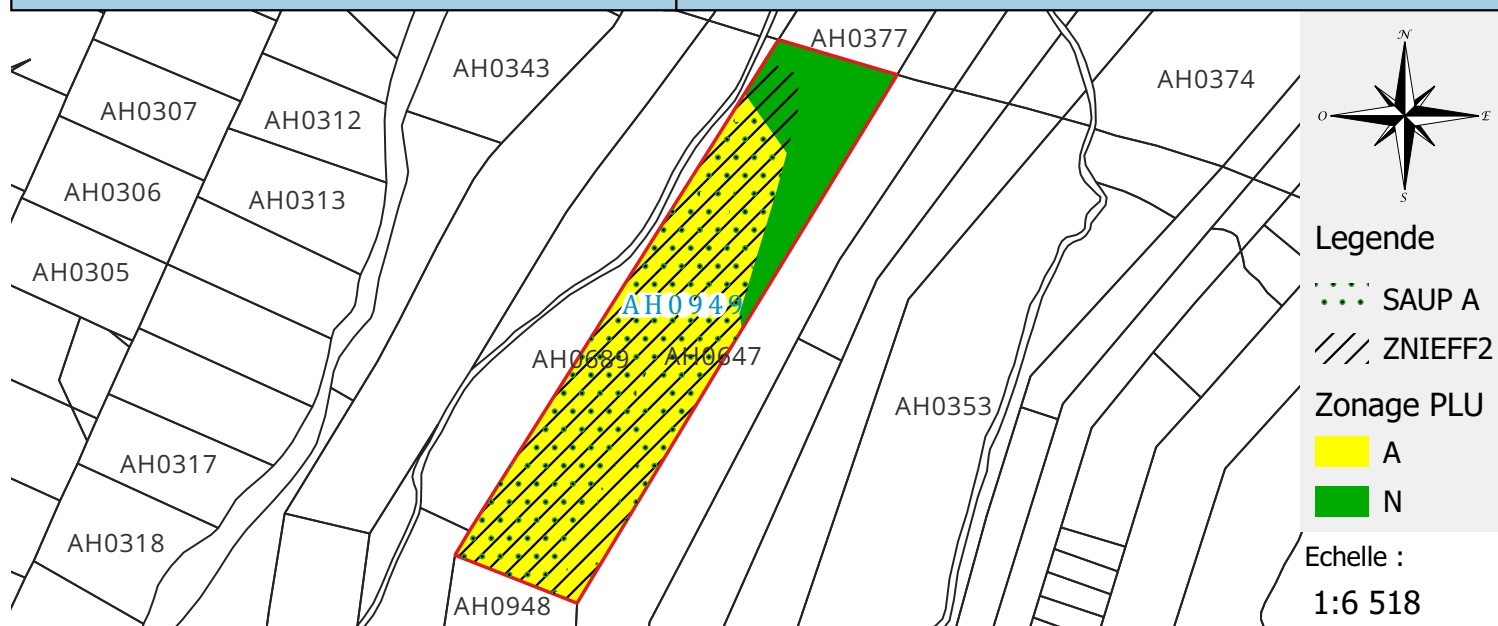 AH0377
AH0343
AH0374
AH0307
AH0312
AH0306
AH0313
AH0305
AH0949
AH0689
AH0647
AH0353
AH0317
AH0318
AH0948
N
O
E
S
Legende
SAUP A
ZNIEFF2
Zonage PLU
A
N
Echelle :
1:6 518